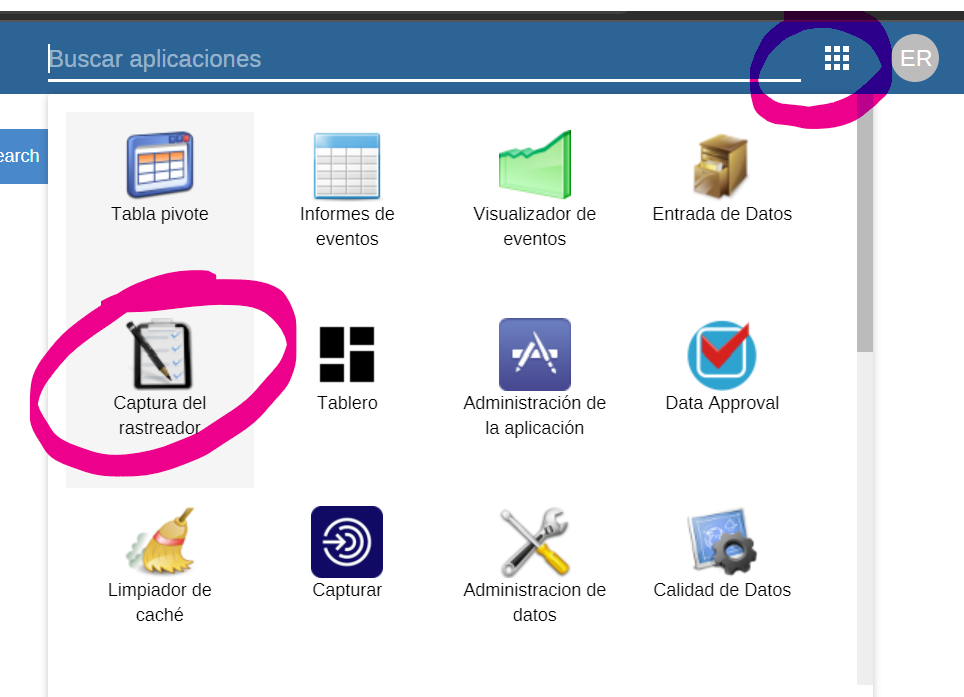 Buscar aplicaciones
ER
earch
Tabla pivote
Informes de
eventos
Visualizador de
eventos
Entrada de Datos
Captura del
rastreador
Tablero
Administración de
la aplicación
Data Approval
Limpiador de
caché
Capturar
Administracion de
datos
Calidad de Datos